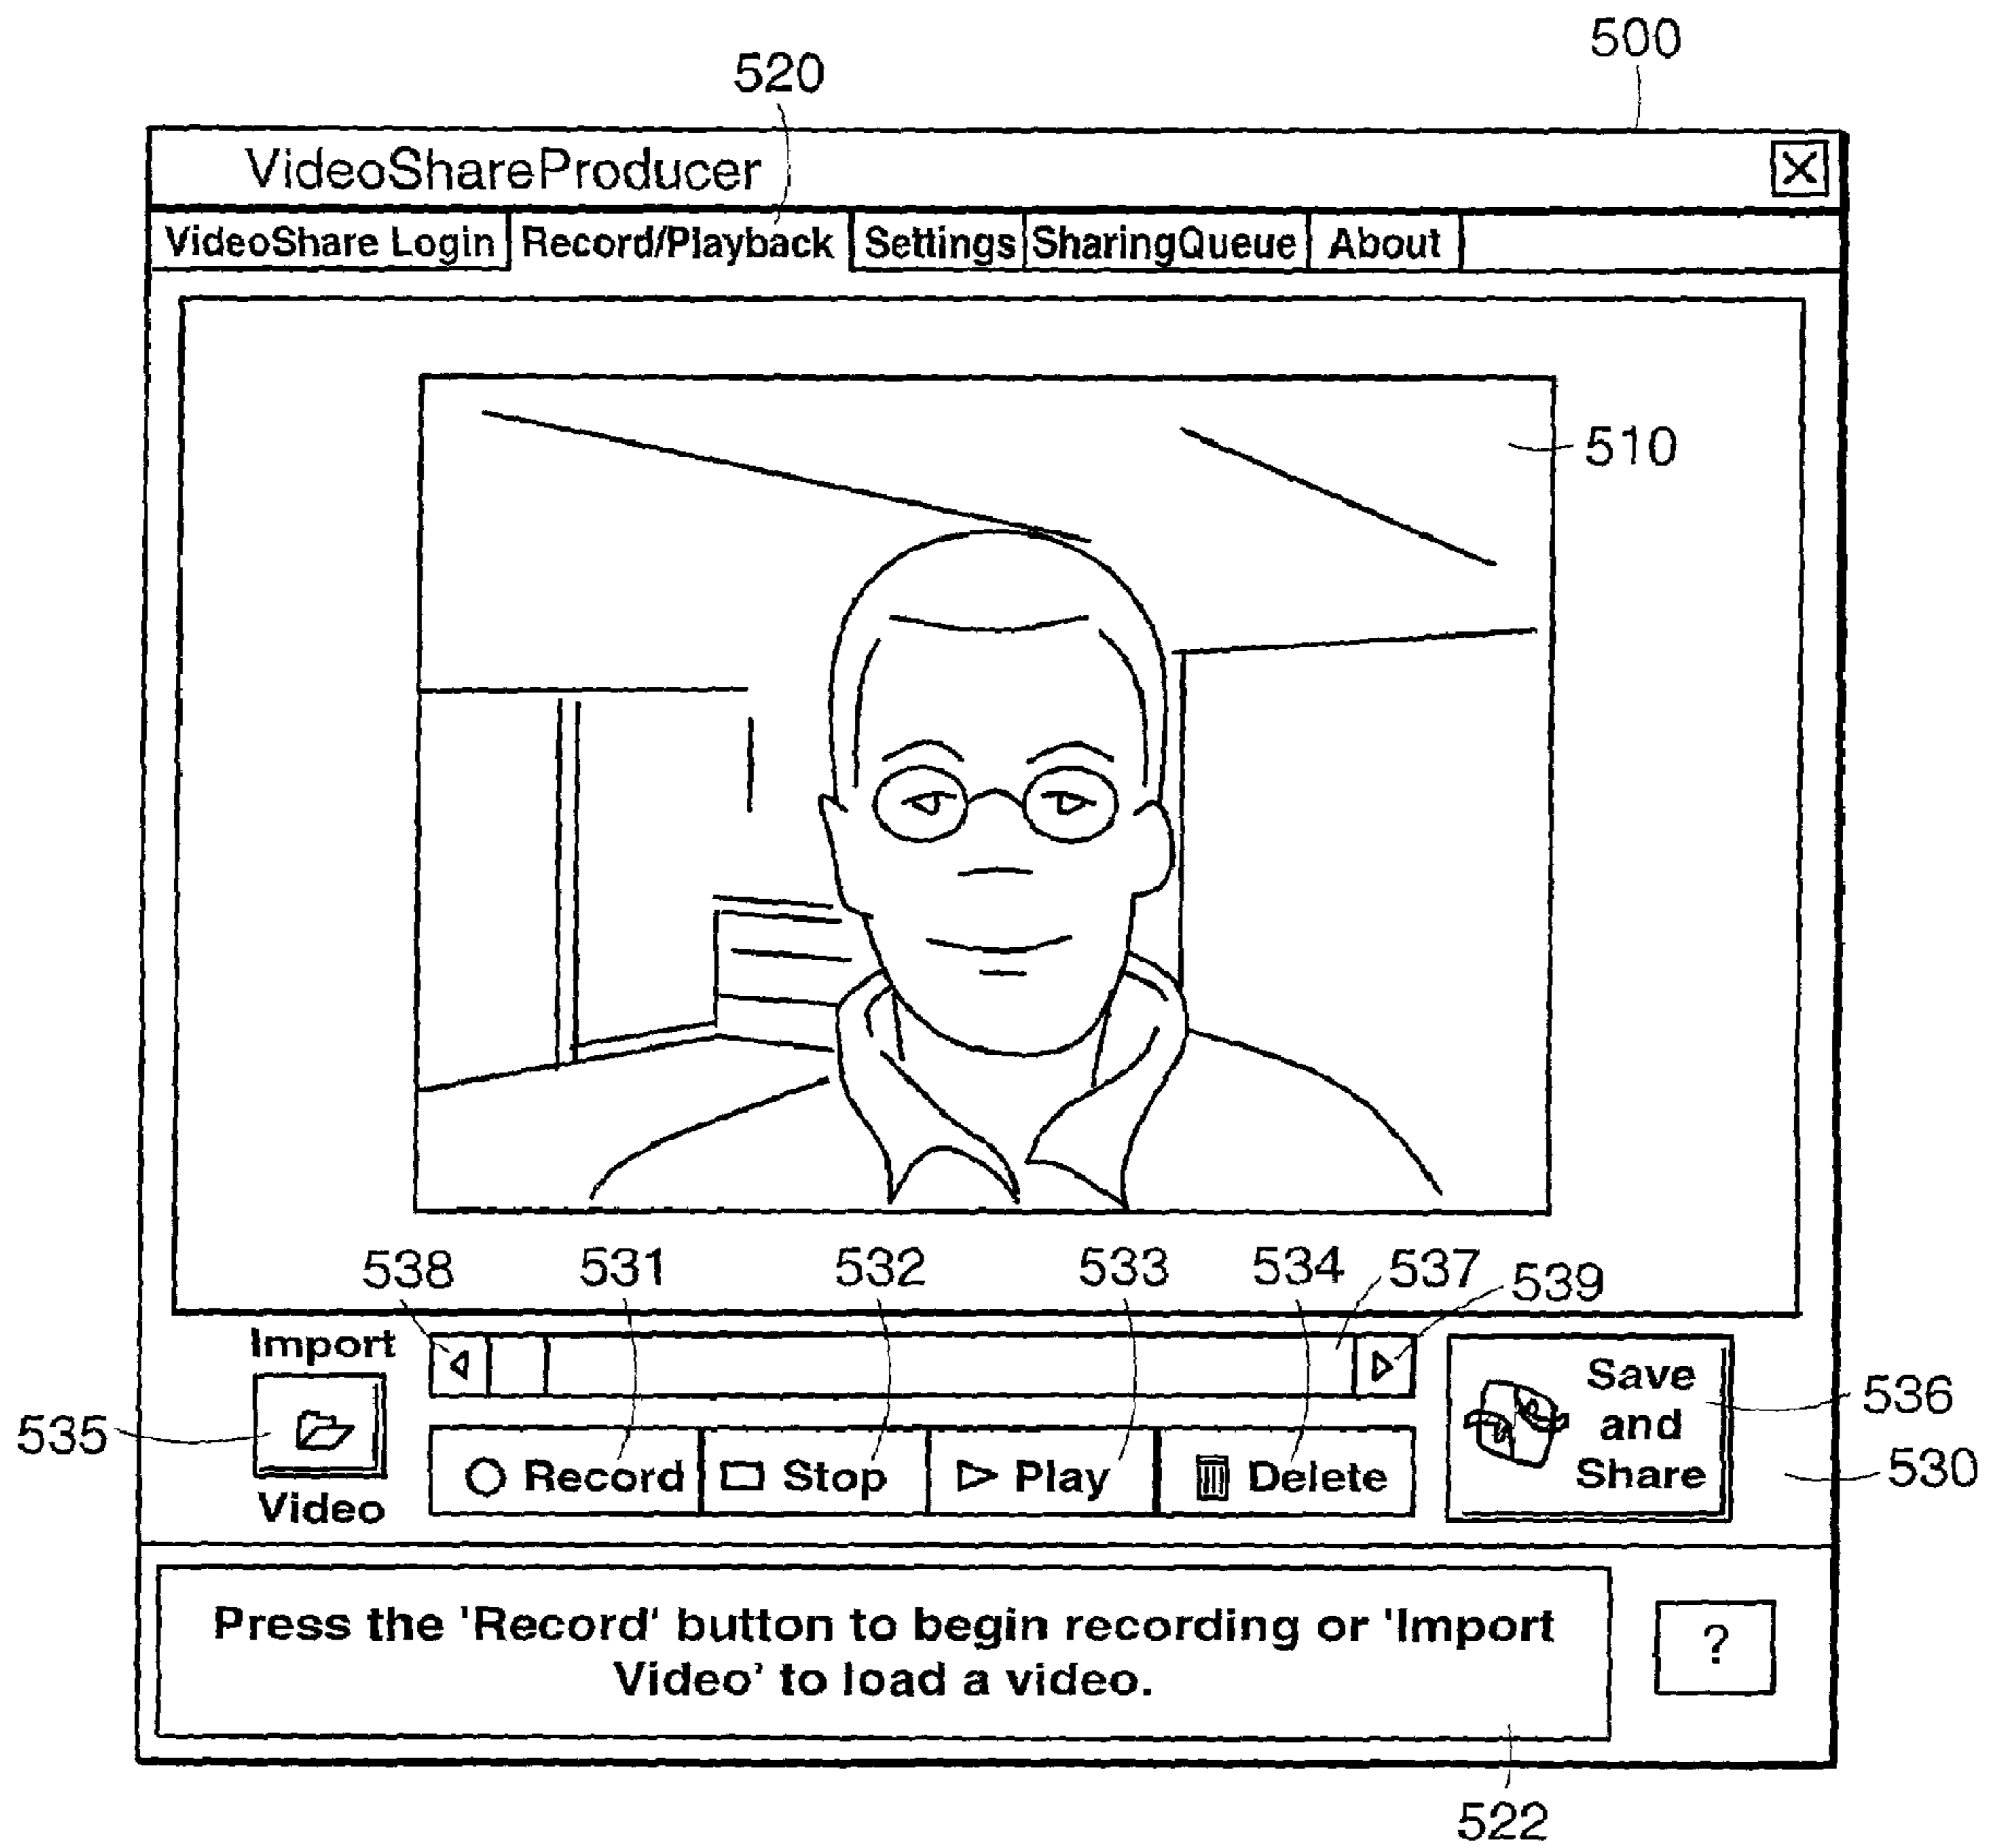 500
520
VideoShareProducer
VideoShare Login Record/Playback Settings SharingQueue About
510
538 531 532 533 534 537 539
Import
Video
535
Record Stop Play Delete
Save
and
Share
536
530
Press the 'Record' button to begin recording or 'Import
Video' to load a video.
?
522